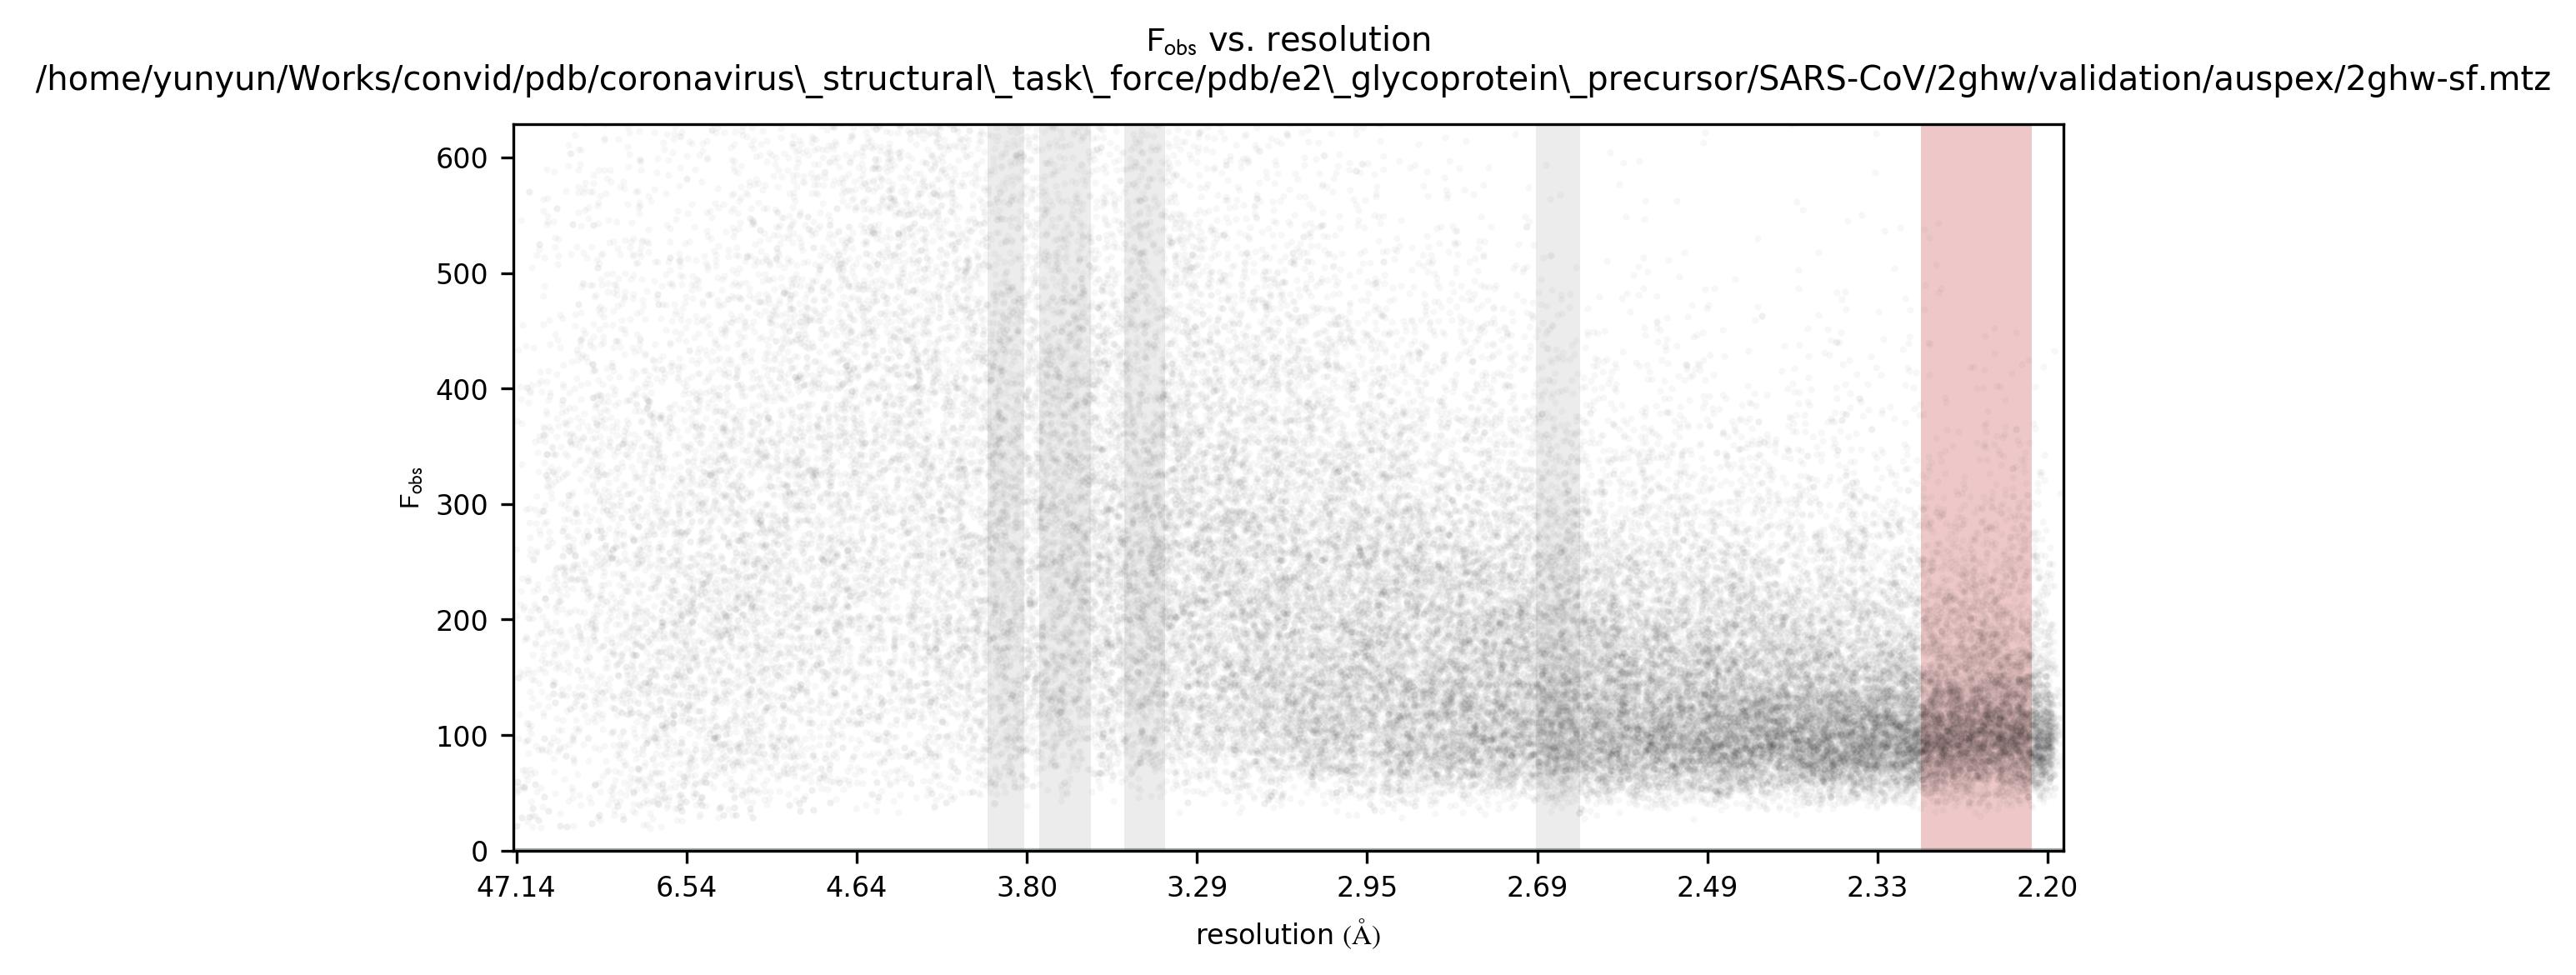 Fobs vs. resolution
/home/yunyun/Works/convid/pdb/coronavirus\_structural\_task\_force/pdb/e2\_glycoprotein\_precursor/SARS-CoV/2ghw/validation/auspex/2ghw-sf.mtz
600
500
400
300
200
100
0
Fobs
47.14 6.54 4.64 3.80 3.29 2.95 2.69 2.49 2.33 2.20
resolution (Å)